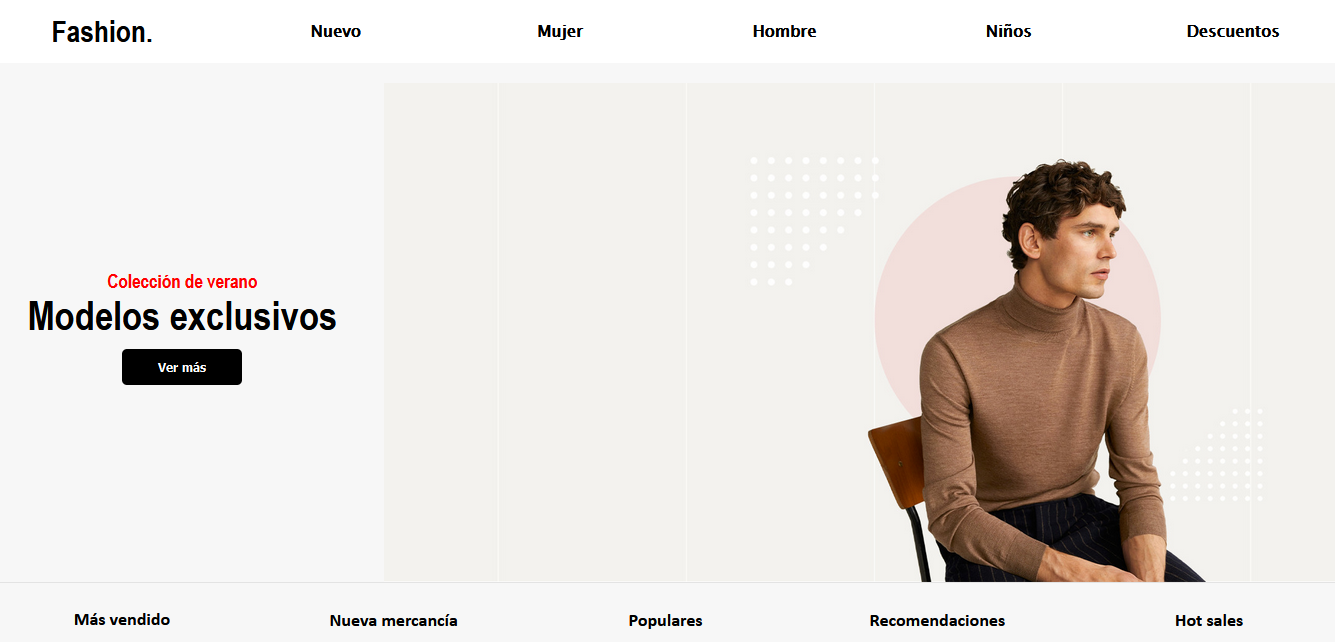 Fashion.
Nuevo
Mujer
Hombre
Niños
Descuentos
Colección de verano
Modelos exclusivos
Ver más
Más vendido
Nueva mercancía
Populares
Recomendaciones
Hot sales